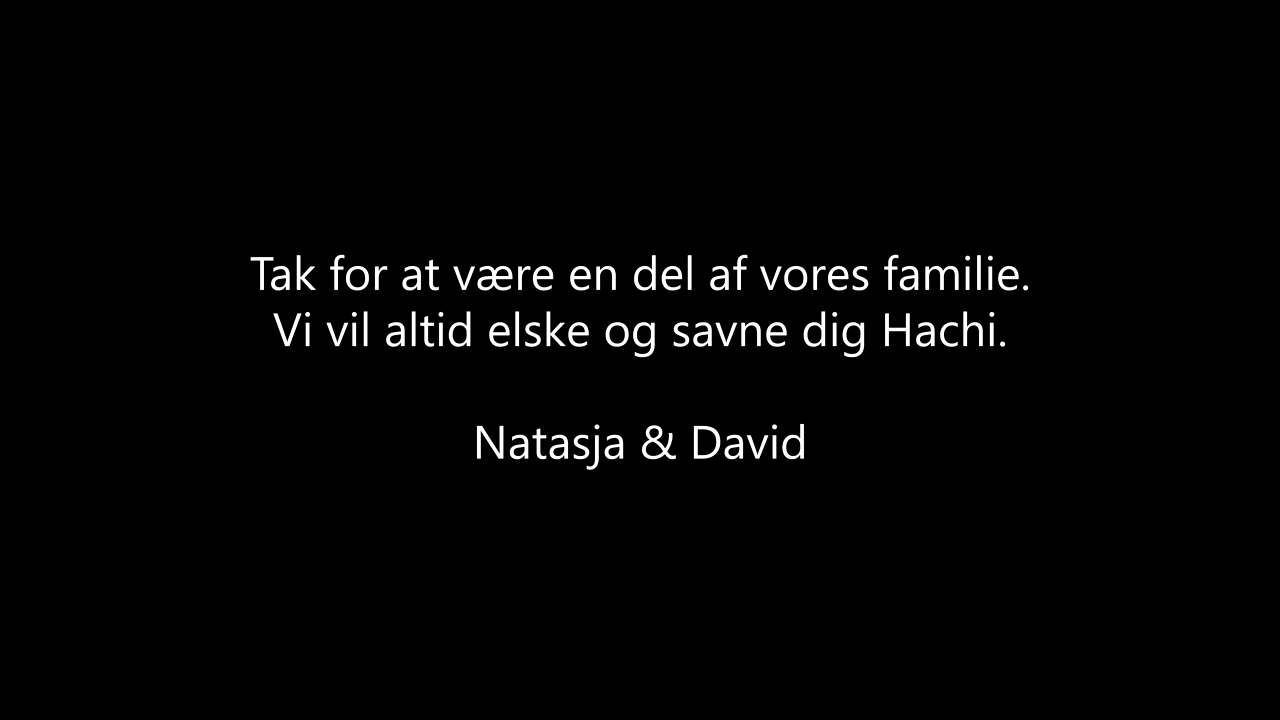 Tak for at være en del af vores familie.
Vi vil altid elske og savne dig Hachi.
Natasja & David